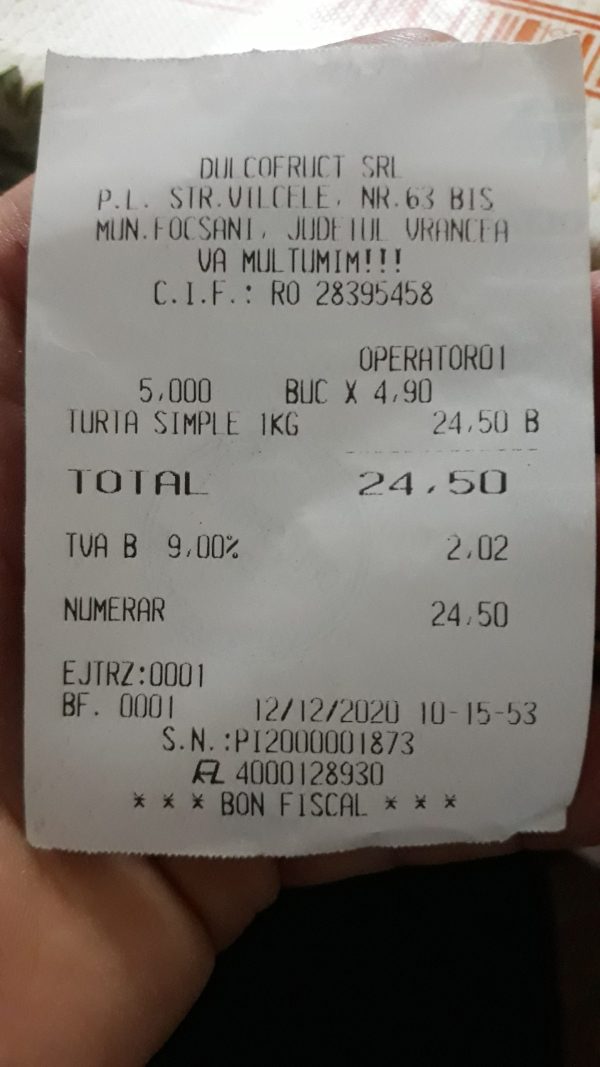 DULCOFRUCT SRL
P.L. STR.VILCELE, NR.63 BIS
MUN.FOCSANI, JUDETUL VRANCEA
VA MULTUMIM!!!
C.I.F.: RO 28395458
OPERATOR01
5,000 BUC X 4,90
TURTA SIMPLE 1KG 24,50 B
TOTAL 24,50
TVA B 9,00% 2,02
NUMERAR 24,50
EJTRZ:0001
BF. 0001 12/12/2020 10-15-53
S.N.:PI2000001873
4000128930
* * * BON FISCAL * * *